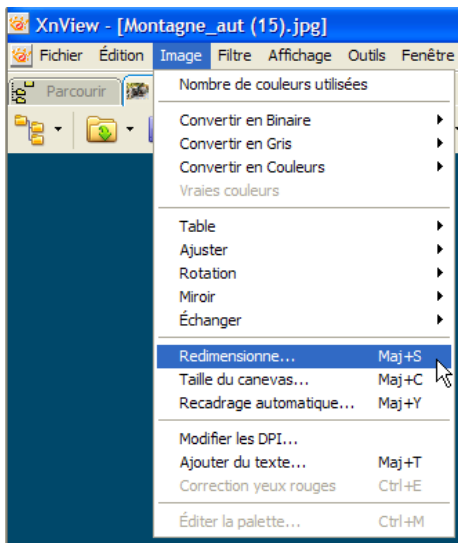 XnView - [Montagne_aut (15).jpg]
Fichier Édition Image Filtre Affichage Outils Fenêtre
Parcourir
Nombre de couleurs utilisées
Convertir en Binaire
Convertir en Gris
Convertir en Couleurs
Vraies couleurs
Table
Ajuster
Rotation
Miroir
Échanger
Redimensionne... Maj+S
Taille du canevas... Maj+C
Recadrage automatique... Maj+Y
Modifier les DPI...
Ajouter du texte... Maj+T
Correction yeux rouges Ctrl+E
Éditer la palette... Ctrl+M